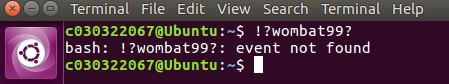 Terminal File Edit View Search Terminal Help
c030322067@Ubuntu:~$ !?wombat99?
bash: !?wombat99?: event not found
c030322067@Ubuntu:~$